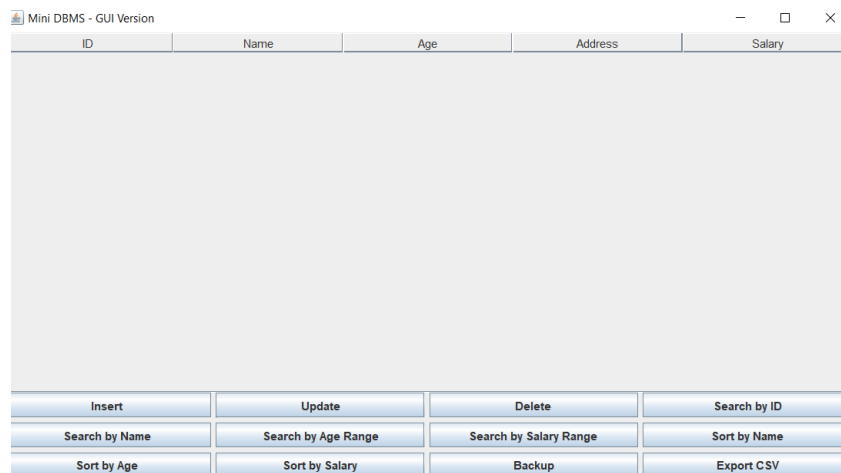 Mini DBMS - GUI Version
ID Name Age Address Salary
Insert Update Delete Search by ID
Search by Name Search by Age Range Search by Salary Range Sort by Name
Sort by Age Sort by Salary Backup Export CSV